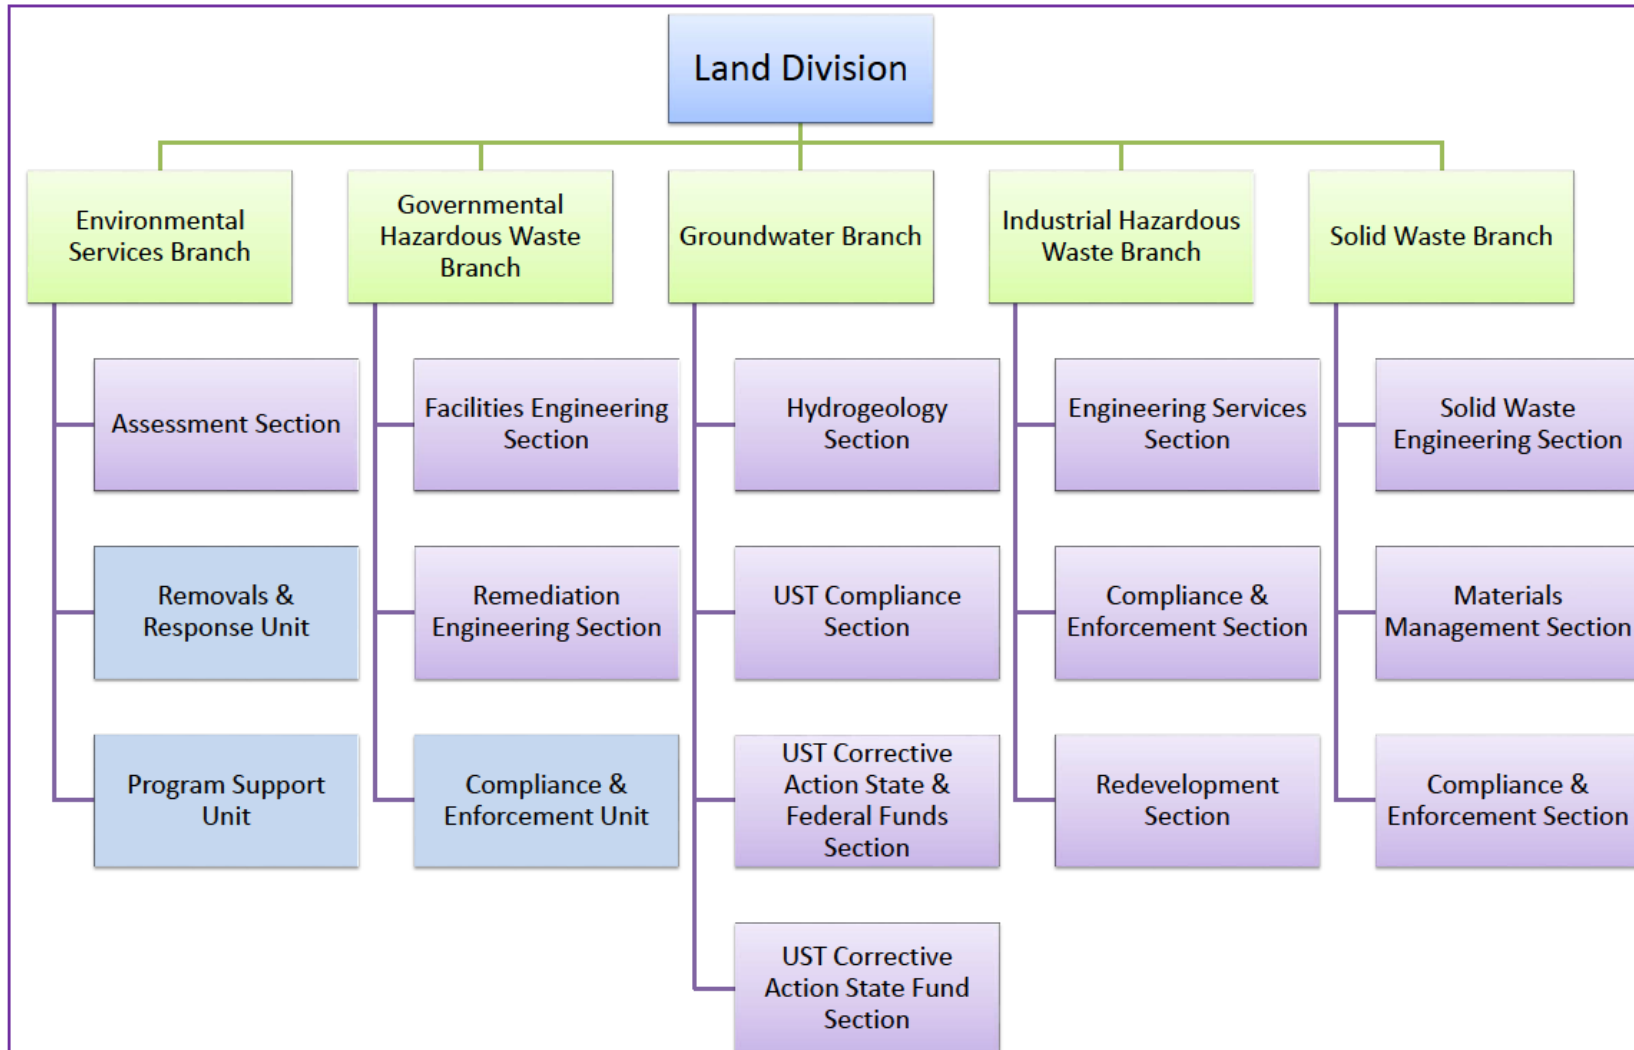 Land Division
Environmental
Services Branch
Governmental
Hazardous Waste
Branch
Groundwater Branch
Industrial Hazardous
Waste Branch
Solid Waste Branch
Assessment Section
Removals &
Response Unit
Program Support
Unit
Facilities Engineering
Section
Remediation
Engineering Section
Compliance &
Enforcement Unit
Hydrogeology
Section
UST Compliance
Section
UST Corrective
Action State &
Federal Funds
Section
UST Corrective
Action State Fund
Section
Engineering Services
Section
Compliance &
Enforcement Section
Redevelopment
Section
Solid Waste
Engineering Section
Materials
Management Section
Compliance &
Enforcement Section